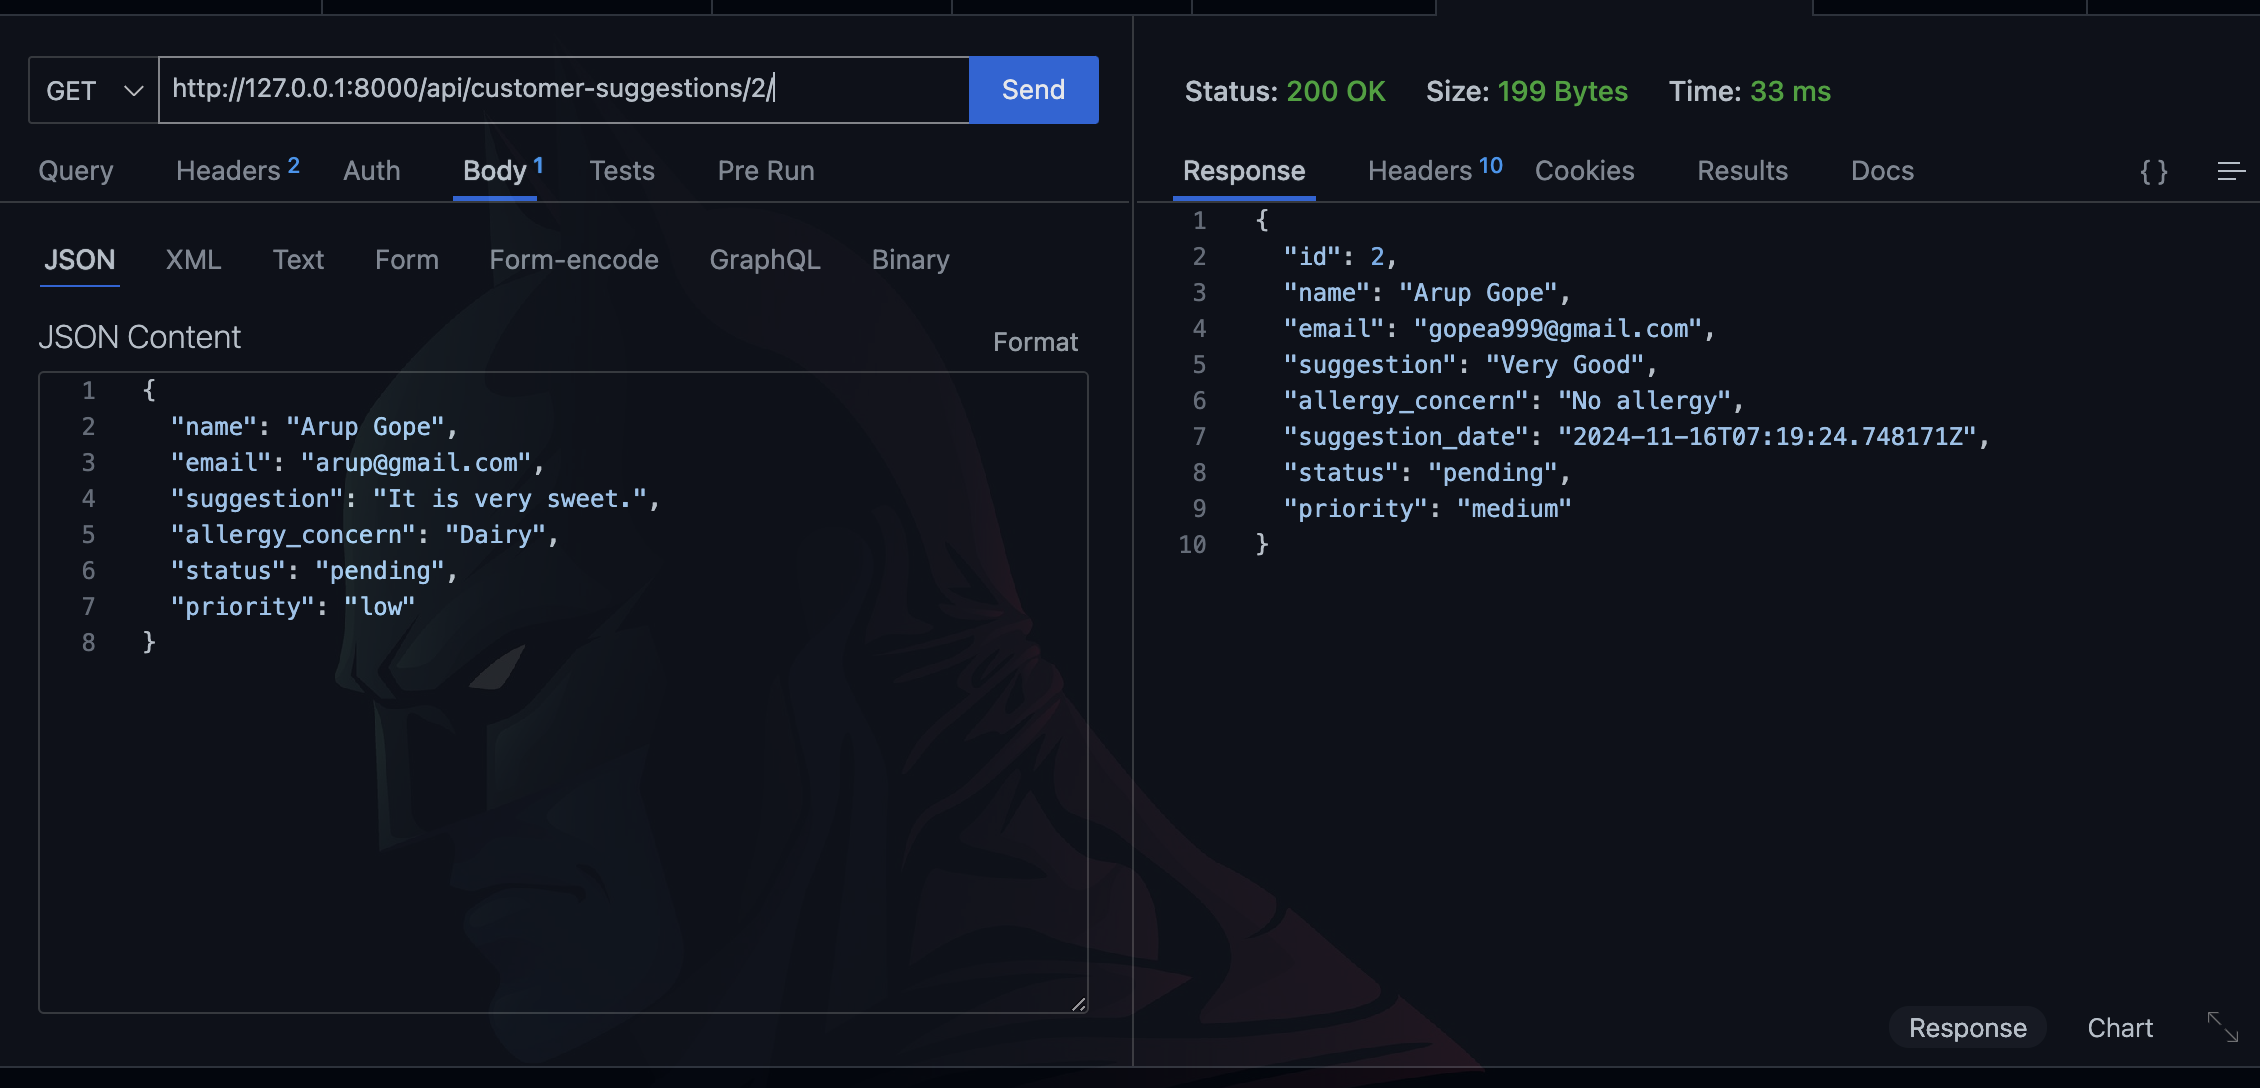 GET http://127.0.0.1:8000/api/customer-suggestions/2/ Send
Query Headers 2 Auth Body 1 Tests Pre Run
JSON XML Text Form Form-encode GraphQL Binary
JSON Content Format
1 {
2 "name": "Arup Gope",
3 "email": "arup@gmail.com",
4 "suggestion": "It is very sweet.",
5 "allergy_concern": "Dairy",
6 "status": "pending",
7 "priority": "low"
8 }
Status: 200 OK Size: 199 Bytes Time: 33 ms
Response Headers 10 Cookies Results Docs { }
1 {
2 "id": 2,
3 "name": "Arup Gope",
4 "email": "gopea999@gmail.com",
5 "suggestion": "Very Good",
6 "allergy_concern": "No allergy",
7 "suggestion_date": "2024-11-16T07:19:24.748171Z",
8 "status": "pending",
9 "priority": "medium"
10 }
Response Chart